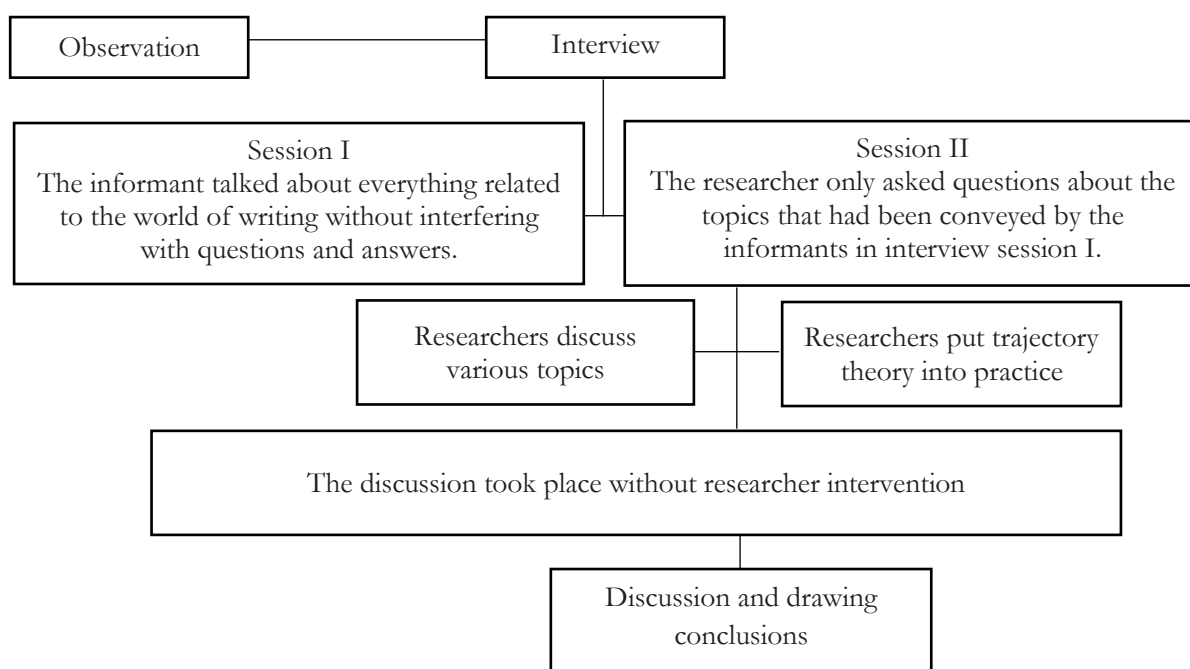 Observation
Interview
Session I
The informant talked about everything related
to the world of writing without interfering
with questions and answers.
Session II
The researcher only asked questions about the
topics that had been conveyed by the
informants in interview session I.
Researchers discuss
various topics
Researchers put trajectory
theory into practice
The discussion took place without researcher intervention
Discussion and drawing
conclusions